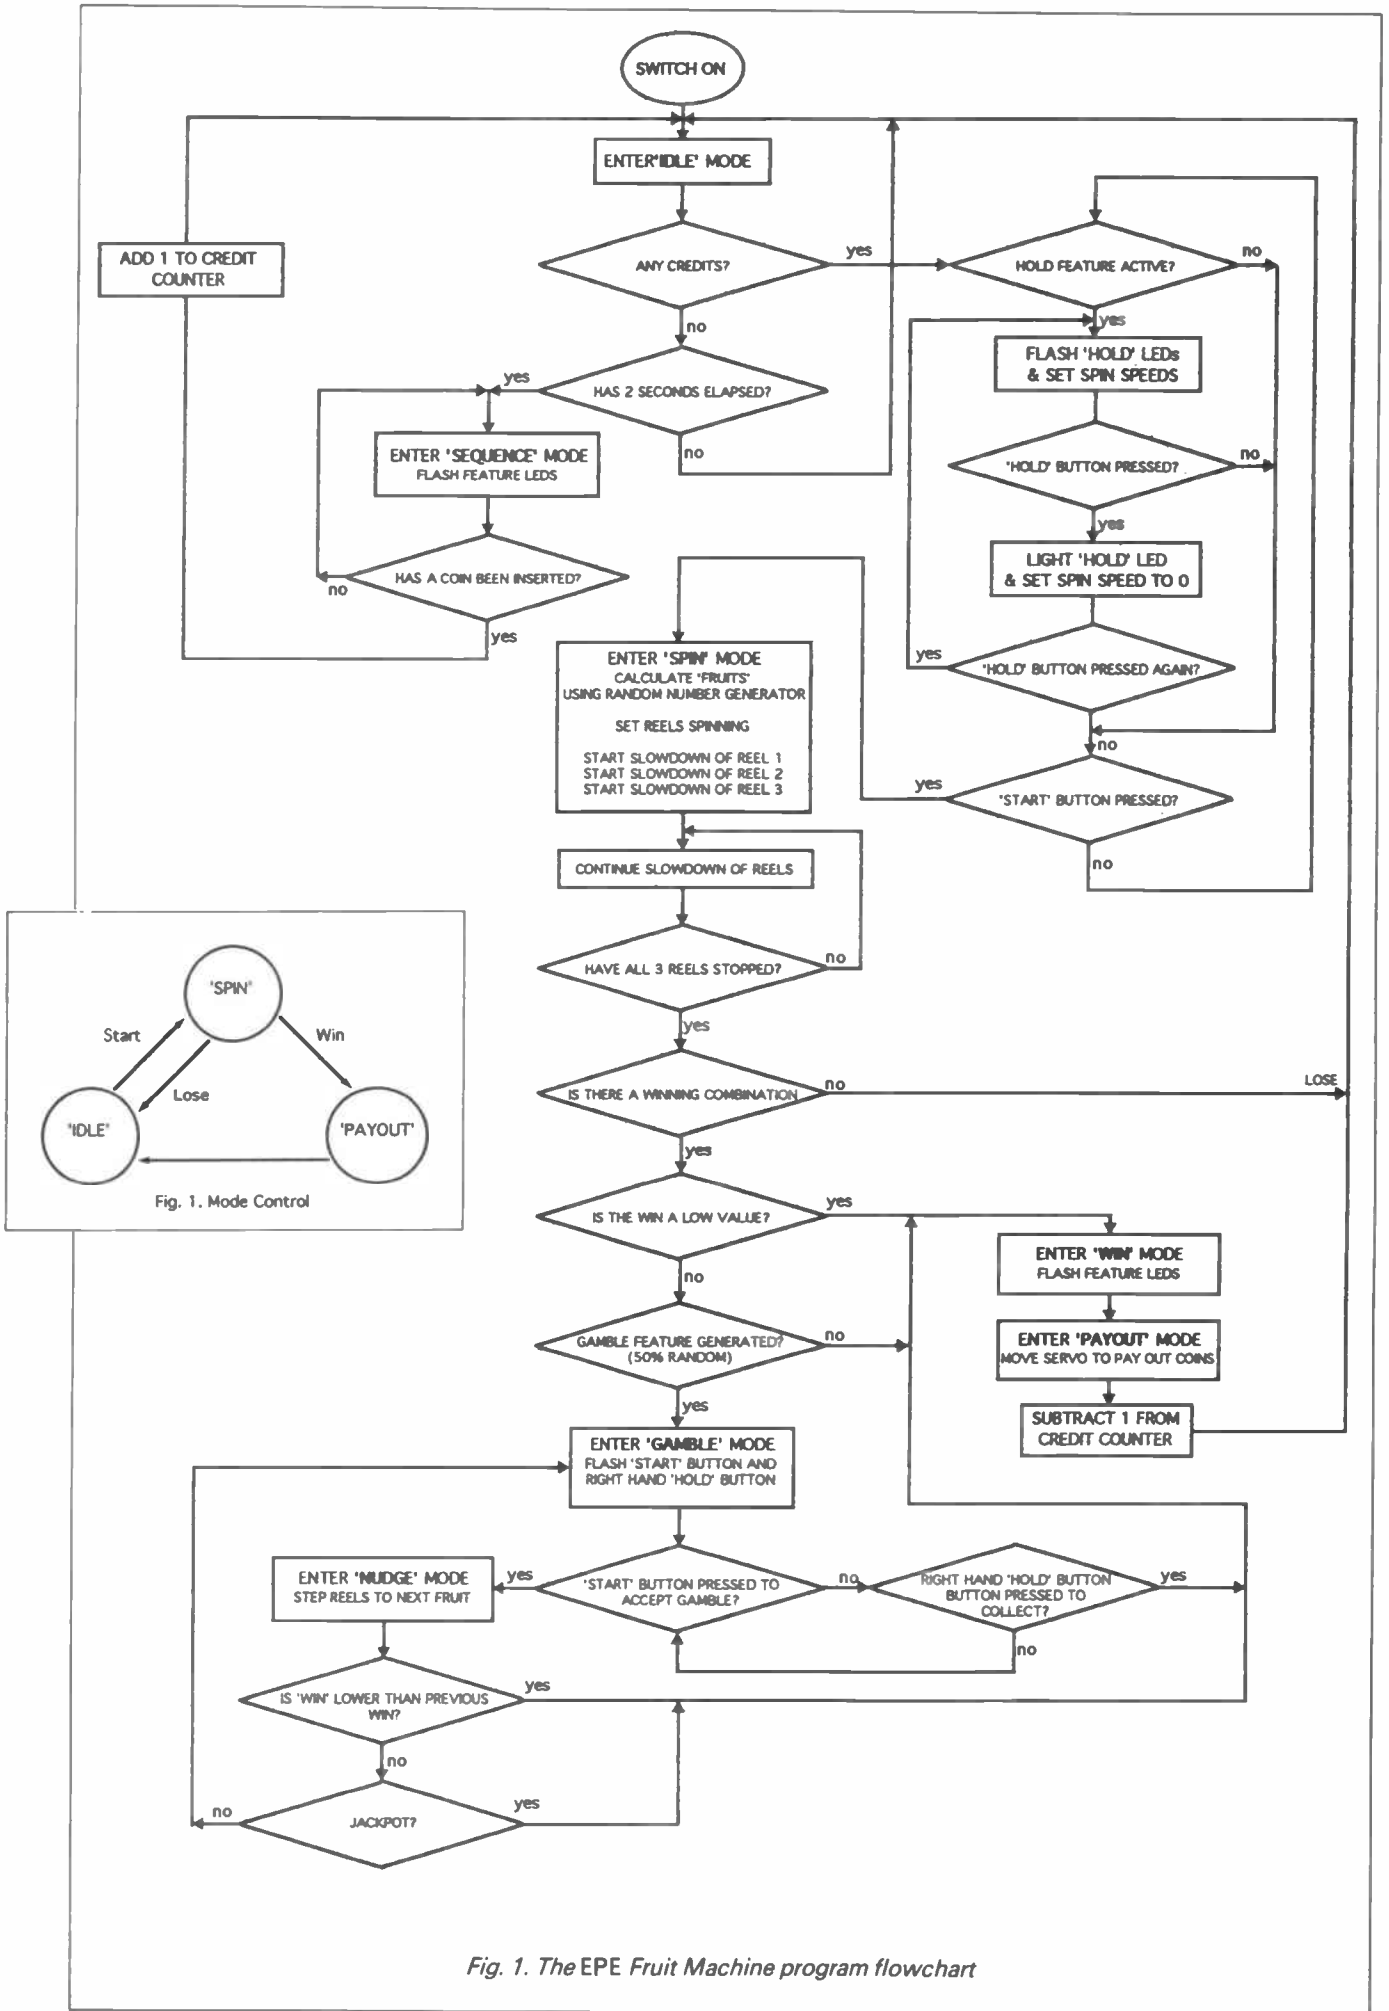 SWITCH ON
ENTER'IDLE' MODE
ADD 1 TO CREDIT
COUNTER
ANY CREDITS?
yes
no
HOLD FEATURE ACTIVE?
no
yes
FLASH 'HOLD' LEDs
& SET SPIN SPEEDS
HAS 2 SECONDS ELAPSED?
yes
no
ENTER 'SEQUENCE' MODE
FLASH FEATURE LEDS
'HOLD' BUTTON PRESSED?
no
yes
HAS A COIN BEEN INSERTED?
no
yes
LIGHT 'HOLD' LED
& SET SPIN SPEED TO 0
'HOLD' BUTTON PRESSED AGAIN?
yes
no
ENTER 'SPIN' MODE
CALCULATE 'FRUITS'
USING RANDOM NUMBER GENERATOR
SET REELS SPINNING
START SLOWDOWN OF REEL 1
START SLOWDOWN OF REEL 2
START SLOWDOWN OF REEL 3
'START' BUTTON PRESSED?
yes
no
CONTINUE SLOWDOWN OF REELS
HAVE ALL 3 REELS STOPPED?
no
yes
'SPIN'
Start
Win
Lose
'IDLE'
'PAYOUT'
Fig. 1. Mode Control
IS THERE A WINNING COMBINATION
no
LOSE
yes
IS THE WIN A LOW VALUE?
yes
no
ENTER 'WIN' MODE
FLASH FEATURE LEDS
GAMBLE FEATURE GENERATED?
(50% RANDOM)
no
yes
ENTER 'PAYOUT' MODE
MOVE SERVO TO PAY OUT COINS
SUBTRACT 1 FROM
CREDIT COUNTER
ENTER 'GAMBLE' MODE
FLASH 'START' BUTTON AND
RIGHT HAND 'HOLD' BUTTON
ENTER 'NUDGE' MODE
STEP REELS TO NEXT FRUIT
yes
'START' BUTTON PRESSED TO
ACCEPT GAMBLE?
no
RIGHT HAND 'HOLD' BUTTON
BUTTON PRESSED TO
COLLECT?
yes
no
IS 'WIN' LOWER THAN PREVIOUS
WIN?
yes
no
JACKPOT?
no
yes
Fig. 1. The EPE Fruit Machine program flowchart